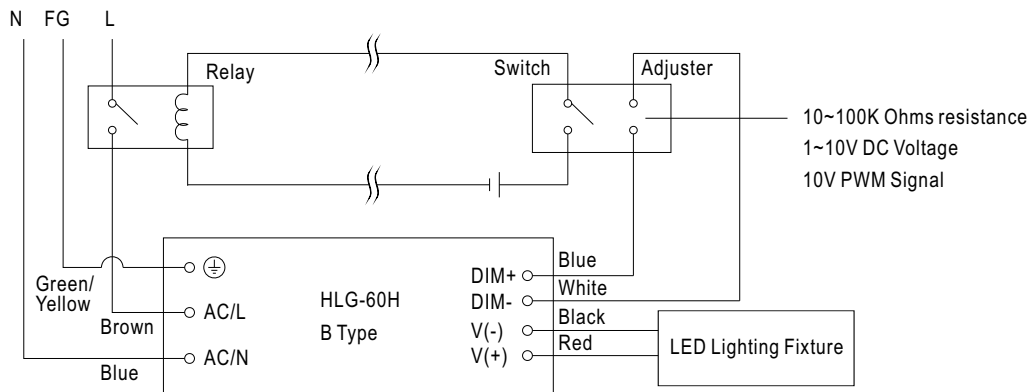 N FG L
Relay
Switch
Adjuster
10~100K Ohms resistance
1~10V DC Voltage
10V PWM Signal
Green/
Yellow
Brown
Blue
AC/L
AC/N
HLG-60H
B Type
DIM+
DIM-
V(-)
V(+)
Blue
White
Black
Red
LED Lighting Fixture